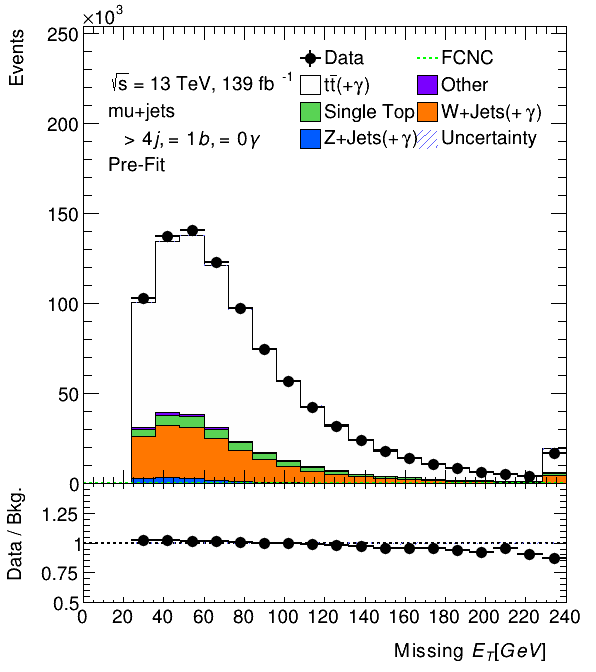 ×10³
Events
250
200
150
100
50
0
√s = 13 TeV, 139 fb ⁻¹
mu+jets
> 4j, = 1b, = 0γ
Pre-Fit
Data
FCNC
tt̄(+γ)
Other
Single Top
W+Jets(+γ)
Z+Jets(+γ)
Uncertainty
Data / Bkg.
1.25
1
0.75
0.5
0 20 40 60 80 100 120 140 160 180 200 220 240
Missing E_T[GeV]